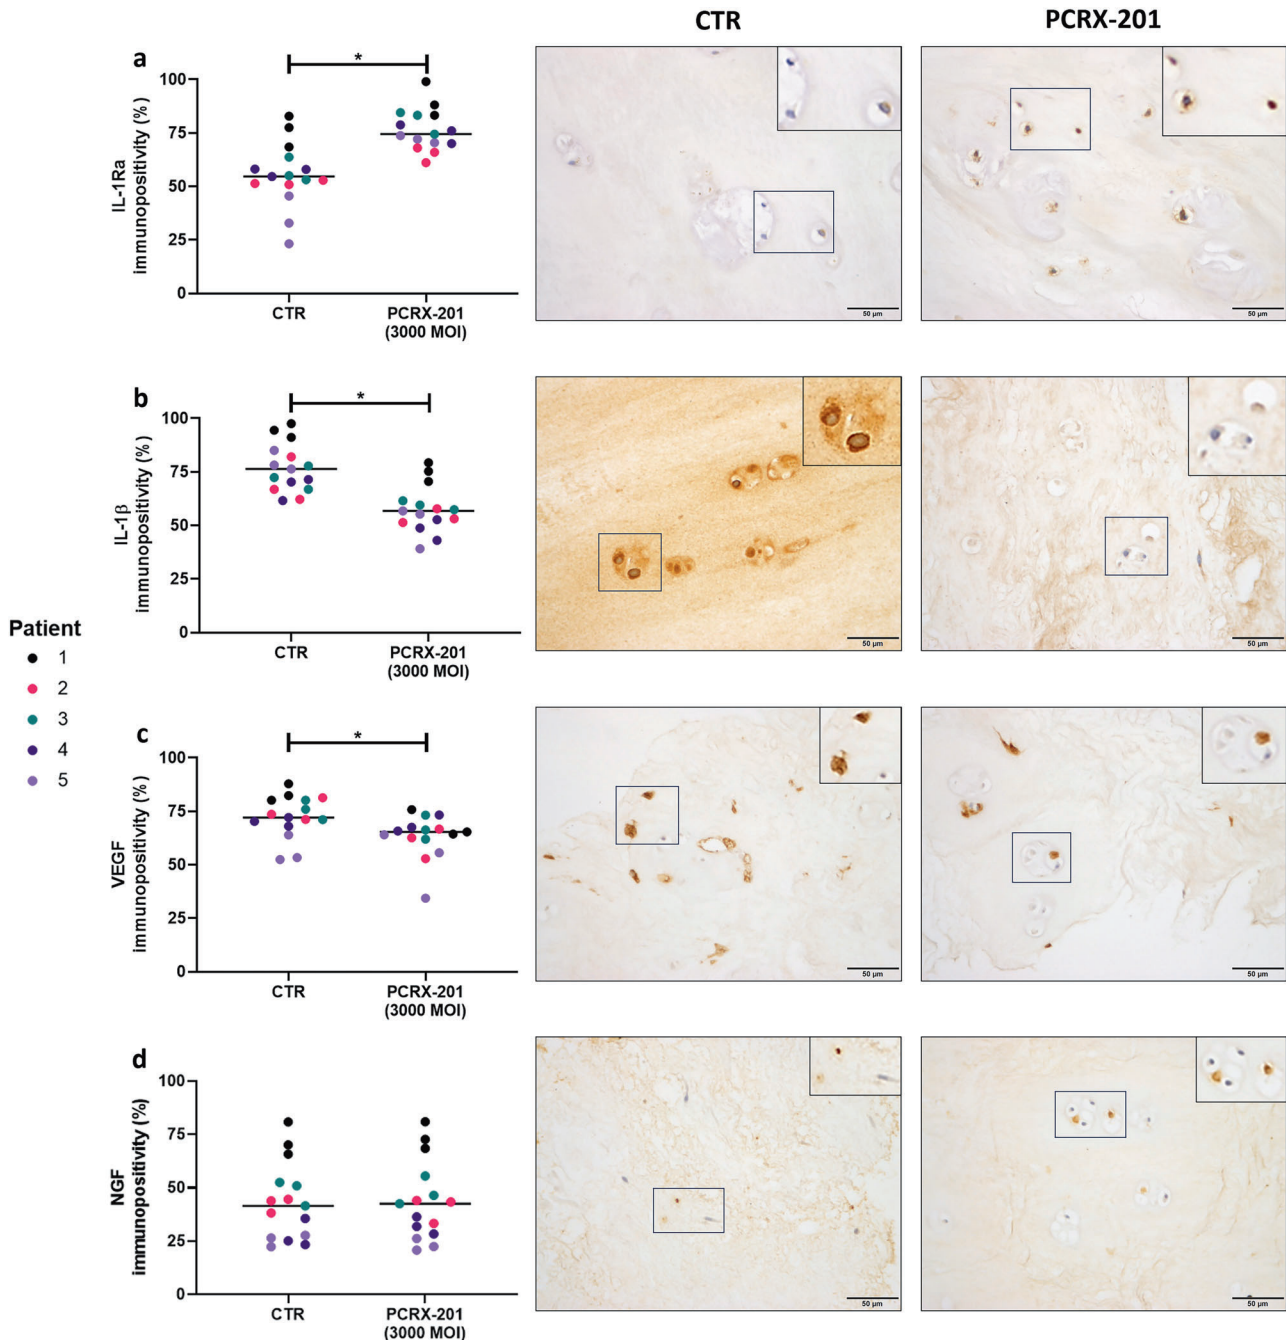 CTR
PCRX-201
a
*
IL-1Ra
immunopositivity (%)
100
75
50
25
0
CTR
PCRX-201
(3000 MOI)
50 µm
50 µm
b
*
IL-1β
immunopositivity (%)
100
75
50
25
0
CTR
PCRX-201
(3000 MOI)
50 µm
50 µm
Patient
1
2
3
4
5
c
*
VEGF
immunopositivity (%)
100
75
50
25
0
CTR
PCRX-201
(3000 MOI)
50 µm
50 µm
d
NGF
immunopositivity (%)
100
75
50
25
0
CTR
PCRX-201
(3000 MOI)
50 µm
50 µm